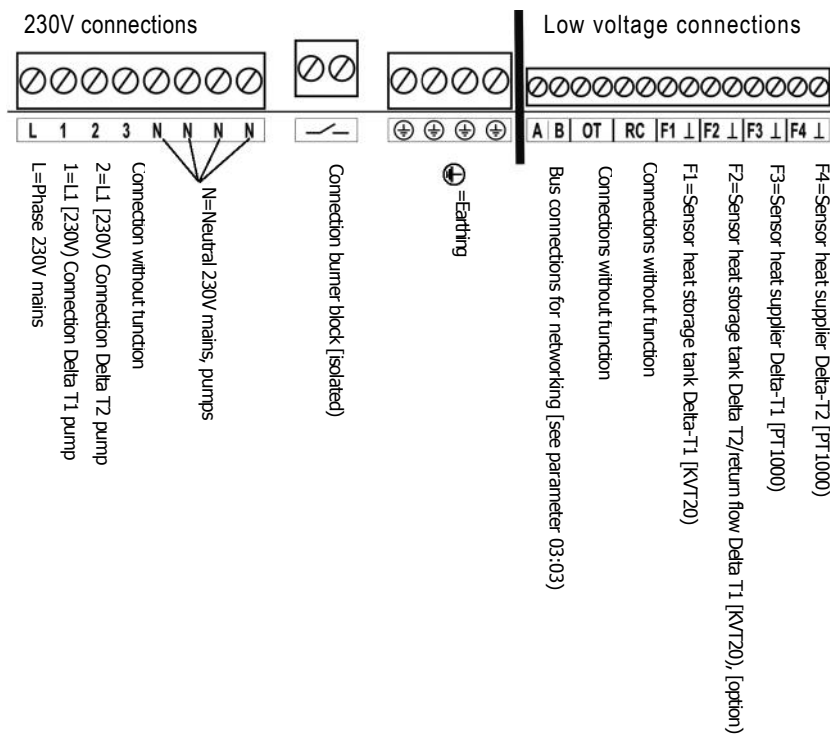 230V connections
Low voltage connections
L 1 2 3 N N N N
A B OT RC F1 ⊥ F2 ⊥ F3 ⊥ F4 ⊥
L=Phase 230V mains
1=L1 [230V) Connection Delta T1 pump
2=L1 [230V) Connection Delta T2 pump
Connection without function
N=Neutral 230V mains, pumps
Connection burner block [isolated)
=Earthing
Bus connections for networking [see parameter 03:03)
Connections without function
Connections without function
F1=Sensor heat storage tank Delta-T1 [KVT20)
F2=Sensor heat storage tank Delta T2/return flow Delta T1 [KVT20), [option)
F3=Sensor heat supplier Delta-T1 [PT1000)
F4=Sensor heat supplier Delta-T2 [PT1000)